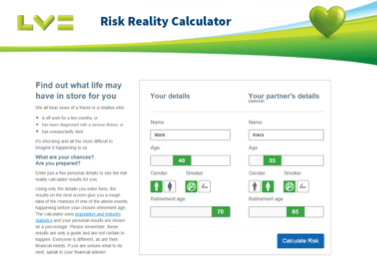 LV=
Risk Reality Calculator
Find out what life may
have in store for you
We all hear news of a friend or a relative who
is off work for a few months, or
has been diagnosed with a serious illness, or
has unexpectedly died
It's shocking and all the more difficult to
imagine it happening to us.
What are your chances?
Are you prepared?
Enter just a few personal details to see the risk
reality calculator results for you.
Using only the details you enter here, the
results on the next screen give you a rough
idea of the chances of one of the above events
happening before your chosen retirement age.
The calculator uses population and industry
statistics and your personal results are shown
as a percentage. Please remember, these
results are only a guide and are not certain to
happen. Everyone is different, as are their
financial needs. If you are unsure what to do
next, speak to your financial adviser.
Your details
Name
Mark
Age
40
Gender Smoker
Retirement age
70
Your partner's details
(optional)
Name
Age
35
Gender Smoker
Retirement age
65
Calculate Risk